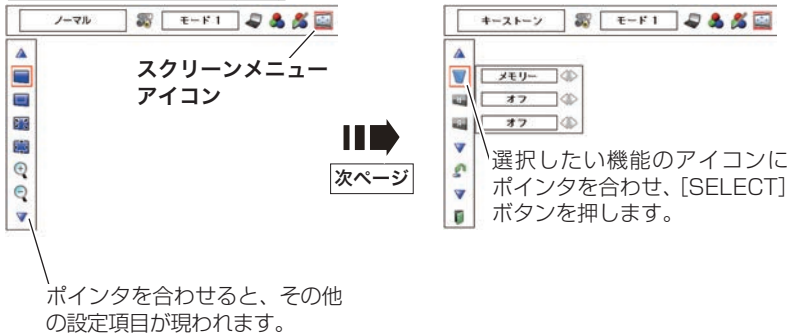 ノーマル
モード 1
スクリーンメニュー
アイコン
ポインタを合わせると、その他
の設定項目が現われます。
次ページ
キーストーン
モード 1
メモリー
オフ
オフ
選択したい機能のアイコンに
ポインタを合わせ、[SELECT]
ボタンを押します。